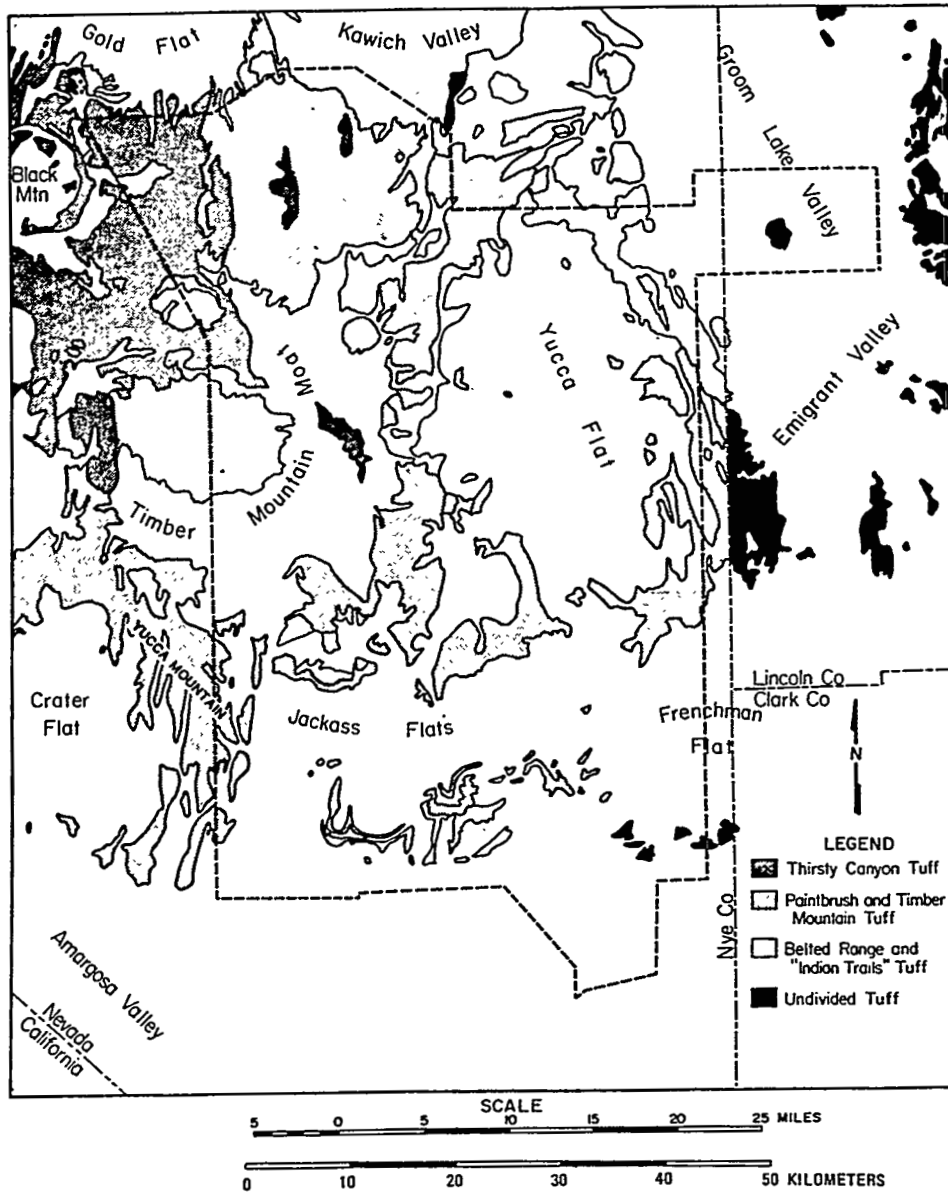 Gold Flat
Kawich Valley
Groom
Lake
Valley
Black
Mtn
Emigrant Valley
Yucca
Flat
Moat
Mountain
Timber
YUCCA MOUNTAIN
Crater
Flat
Jackass Flats
Frenchman
Flat
Lincoln Co
Clark Co
N
Nye Co
LEGEND
Thirsty Canyon Tuff
Paintbrush and Timber
Mountain Tuff
Belted Range and
"Indian Trails" Tuff
Undivided Tuff
Amargosa Valley
Nevada
California
SCALE
5 0 5 10 15 20 25 MILES
0 10 20 30 40 50 KILOMETERS